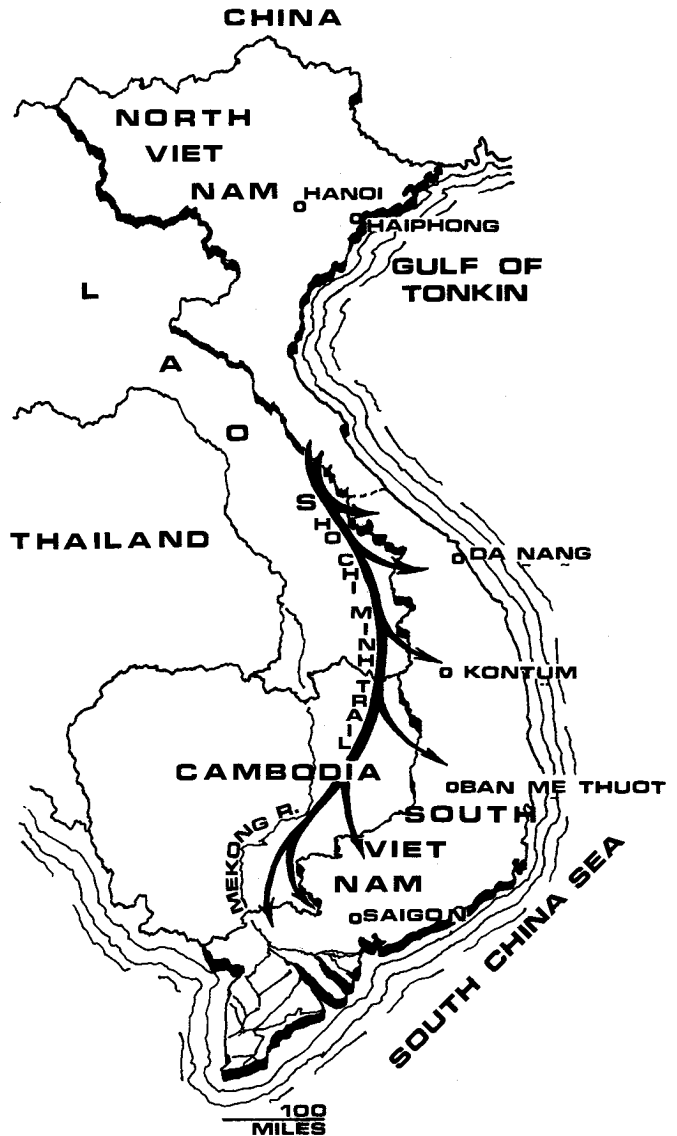 CHINA
NORTH
VIET
NAM
HANOI
HAIPHONG
GULF OF
TONKIN
LAOS
THAILAND
HO CHI MINH TRAIL
DA NANG
KONTUM
CAMBODIA
BAN ME THUOT
SOUTH
VIET
NAM
MEKONG R.
SAIGON
SOUTH CHINA SEA
100
MILES